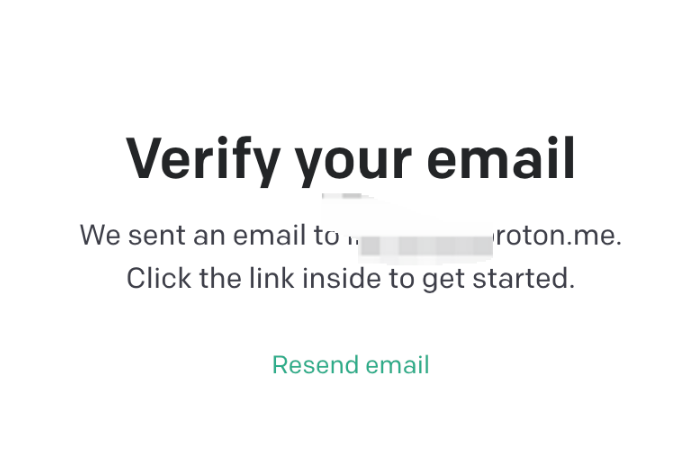 Verify your email
We sent an email to roton.me.
Click the link inside to get started.
Resend email